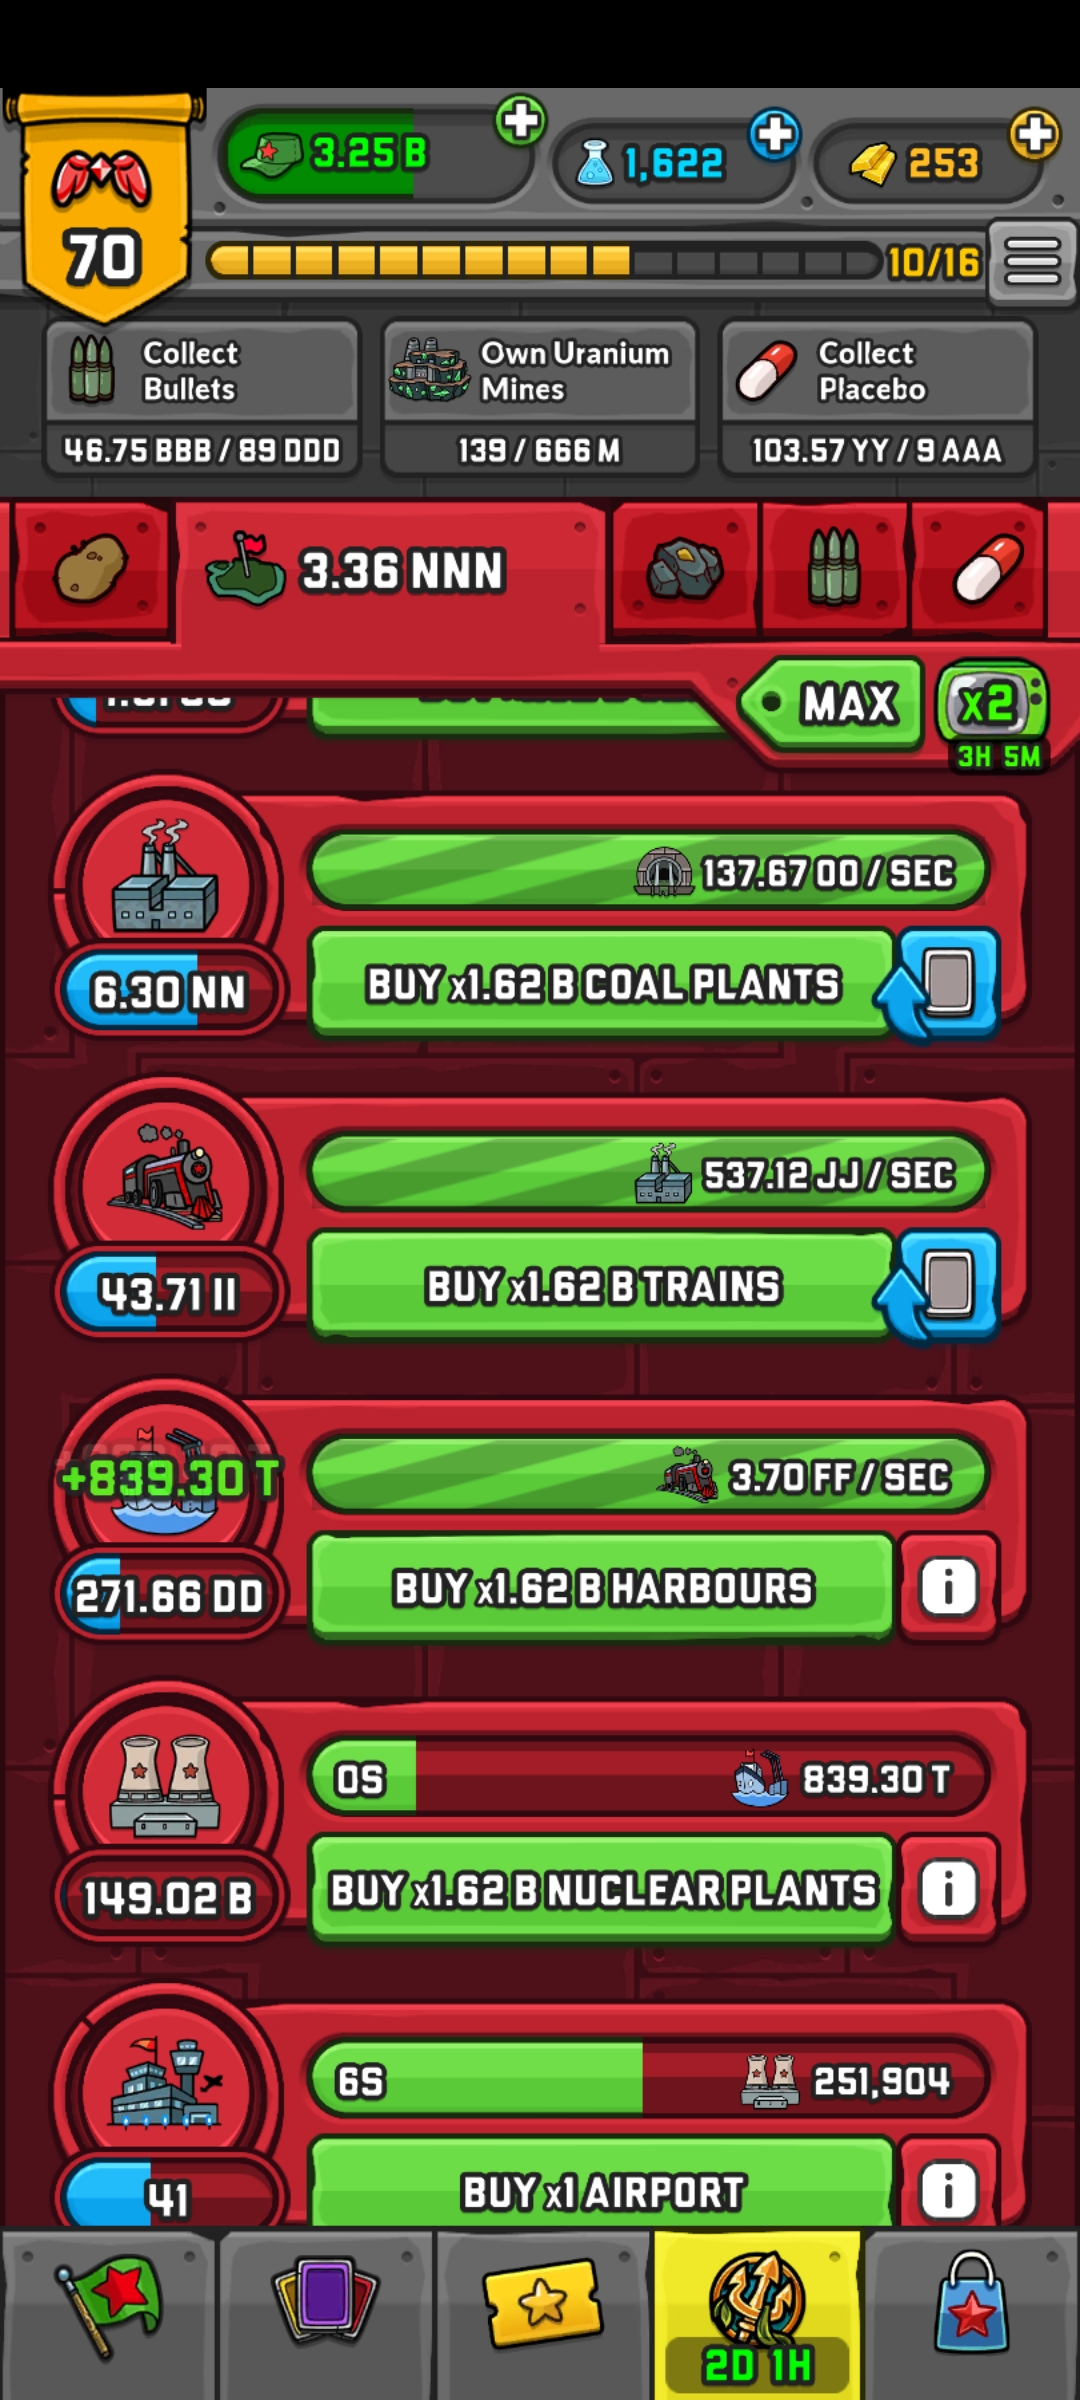 3.25 B
1,622
253
70
10/16
Collect
Bullets
46.75 BBB / 89 DDD
Own Uranium
Mines
139 / 666 M
Collect
Placebo
103.57 YY / 9 AAA
3.36 NNN
MAX
x2
3H 5M
137.67 OO / SEC
6.30 NN
BUY x1.62 B COAL PLANTS
537.12 JJ / SEC
43.71 II
BUY x1.62 B TRAINS
+839.30 T
3.70 FF / SEC
271.66 DD
BUY x1.62 B HARBOURS
i
0S
839.30 T
149.02 B
BUY x1.62 B NUCLEAR PLANTS
i
6S
251,904
41
BUY x1 AIRPORT
i
2D 1H